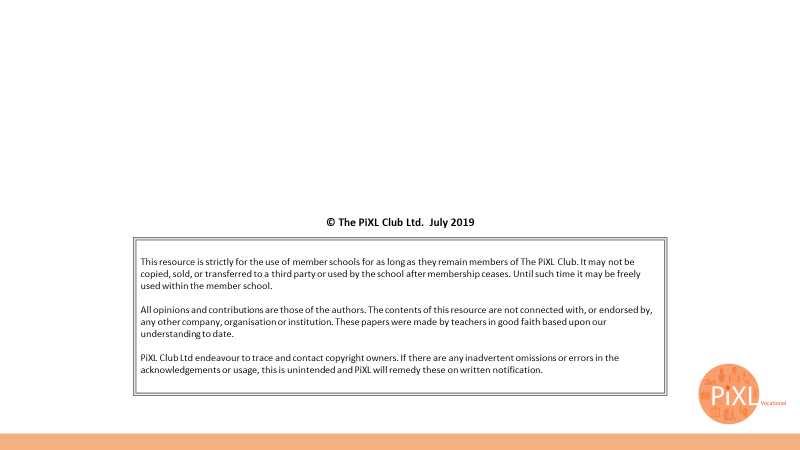 © The PiXL Club Ltd.  July 2019
This resource is strictly for the use of member schools for as long as they remain members of The PiXL Club. It may not be
copied, sold, or transferred to a third party or used by the school after membership ceases. Until such time it may be freely
used within the member school.
All opinions and contributions are those of the authors. The contents of this resource are not connected with, or endorsed by,
any other company, organisation or institution. These papers were made by teachers in good faith based upon our
understanding to date.
PiXL Club Ltd endeavour to trace and contact copyright owners. If there are any inadvertent omissions or errors in the
acknowledgements or usage, this is unintended and PiXL will remedy these on written notification.
PiXL Vocational